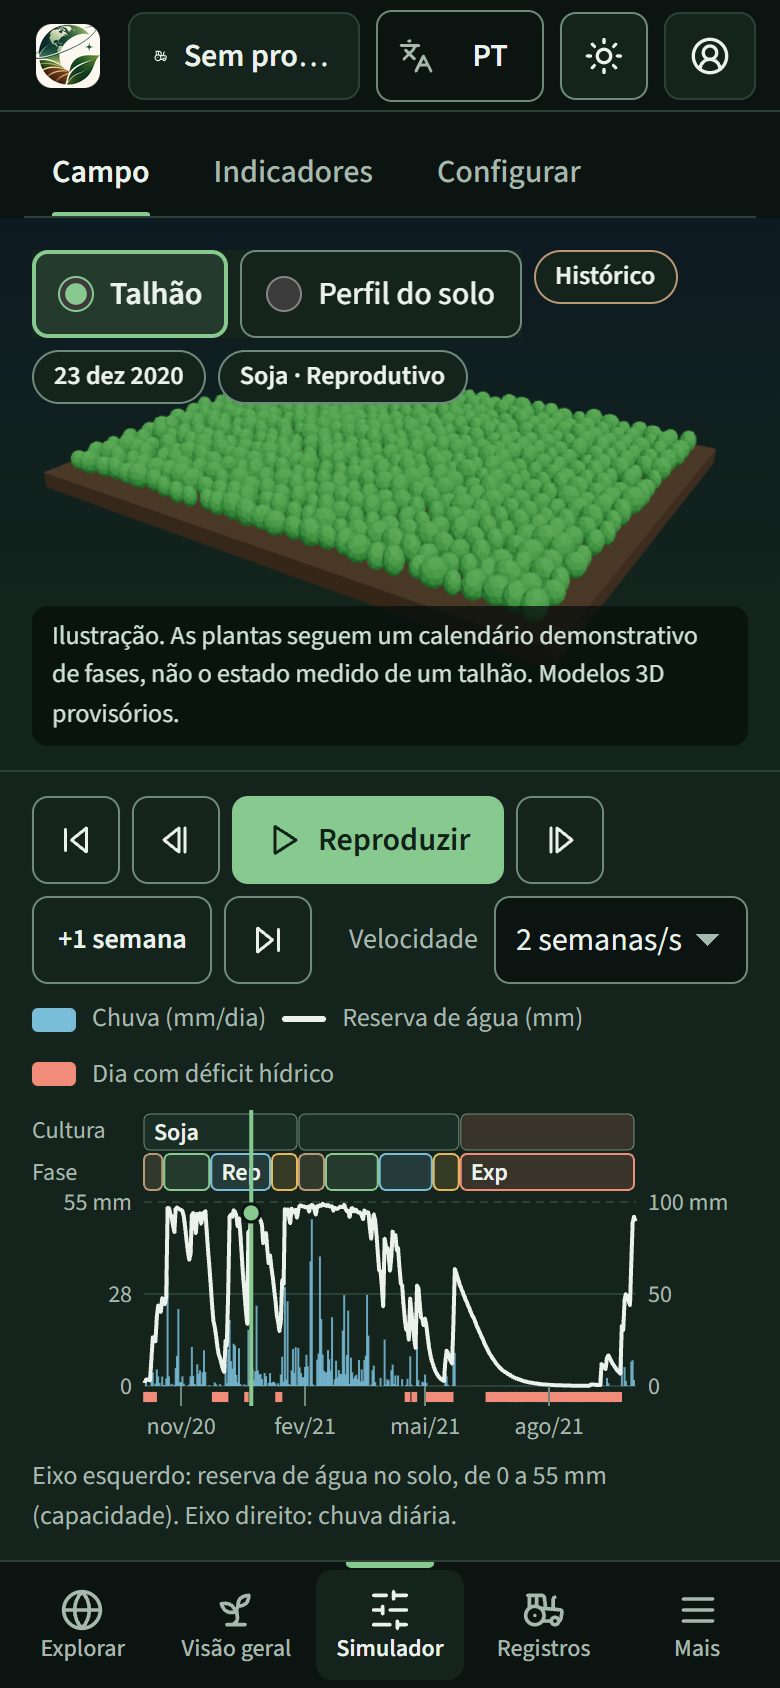 Sem pro...
PT
Campo
Indicadores
Configurar
Talhão
Perfil do solo
Histórico
23 dez 2020
Soja · Reprodutivo
Ilustração. As plantas seguem um calendário demonstrativo
de fases, não o estado medido de um talhão. Modelos 3D
provisórios.
Reproduzir
+1 semana
Velocidade
2 semanas/s
Chuva (mm/dia)
Reserva de água (mm)
Dia com déficit hídrico
Cultura
Soja
Fase
Rep
Exp
55 mm
100 mm
28
50
0
0
nov/20
fev/21
mai/21
ago/21
Eixo esquerdo: reserva de água no solo, de 0 a 55 mm
(capacidade). Eixo direito: chuva diária.
Explorar
Visão geral
Simulador
Registros
Mais